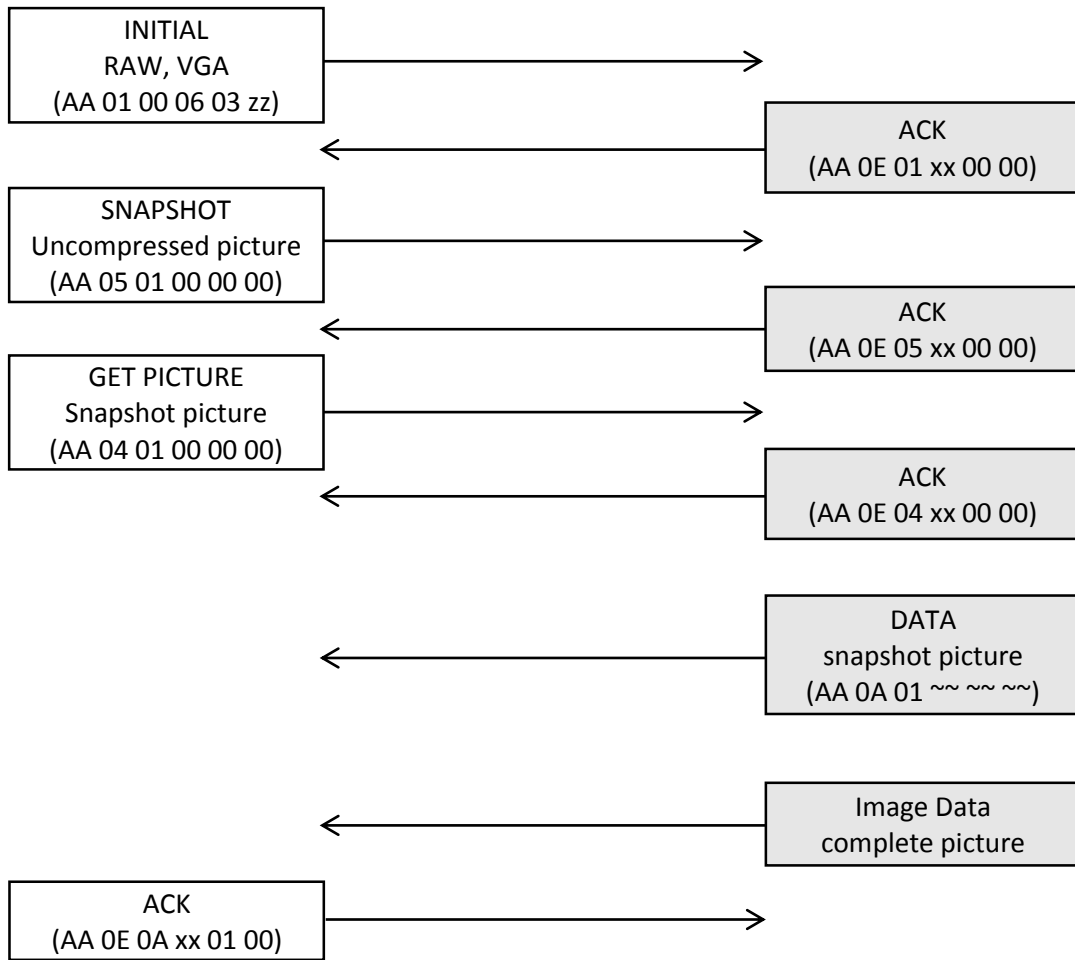 INITIAL
RAW, VGA
(AA 01 00 06 03 zz)
ACK
(AA 0E 01 xx 00 00)
SNAPSHOT
Uncompressed picture
(AA 05 01 00 00 00)
ACK
(AA 0E 05 xx 00 00)
GET PICTURE
Snapshot picture
(AA 04 01 00 00 00)
ACK
(AA 0E 04 xx 00 00)
DATA
snapshot picture
(AA 0A 01 ~~ ~~ ~~)
Image Data
complete picture
ACK
(AA 0E 0A xx 01 00)